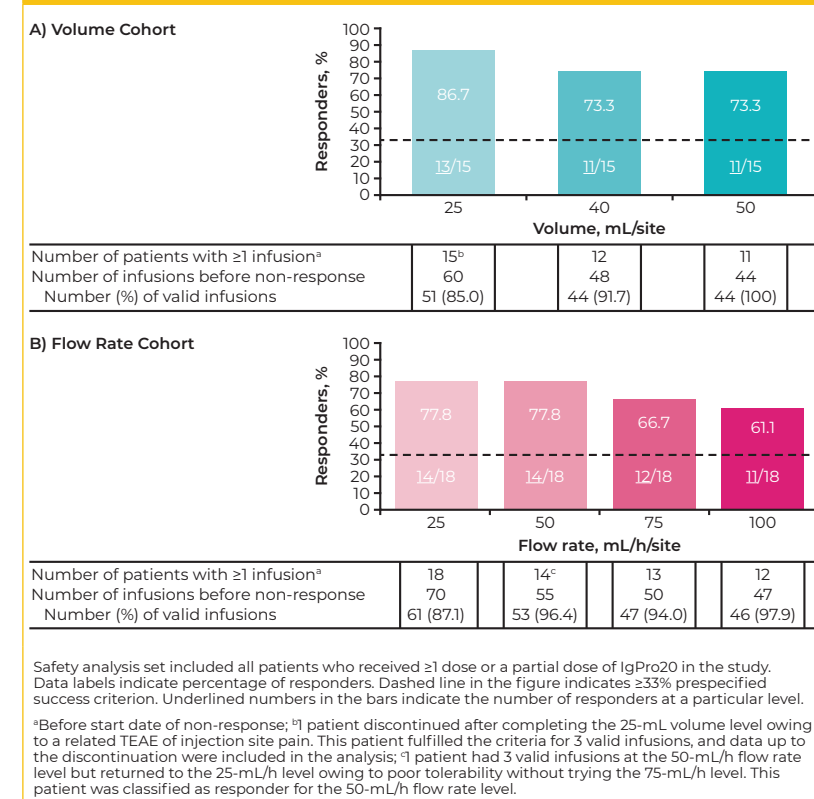 A) Volume Cohort
Responders, %
100
90
80
70
60
50
40
30
20
10
0
86.7
73.3
73.3
13/15
11/15
11/15
25 40 50
Volume, mL/site
Number of patients with ≥1 infusionᵃ 15ᵇ 12 11
Number of infusions before non-response 60 48 44
Number (%) of valid infusions 51 (85.0) 44 (91.7) 44 (100)
B) Flow Rate Cohort
Responders, %
100
90
80
70
60
50
40
30
20
10
0
77.8
77.8
66.7
61.1
14/18
14/18
12/18
11/18
25 50 75 100
Flow rate, mL/h/site
Number of patients with ≥1 infusionᵃ 18 14ᶜ 13 12
Number of infusions before non-response 70 55 50 47
Number (%) of valid infusions 61 (87.1) 53 (96.4) 47 (94.0) 46 (97.9)
Safety analysis set included all patients who received ≥1 dose or a partial dose of IgPro20 in the study.
Data labels indicate percentage of responders. Dashed line in the figure indicates ≥33% prespecified
success criterion. Underlined numbers in the bars indicate the number of responders at a particular level.
ᵃBefore start date of non-response; ᵇ1 patient discontinued after completing the 25-mL volume level owing
to a related TEAE of injection site pain. This patient fulfilled the criteria for 3 valid infusions, and data up to
the discontinuation were included in the analysis; ᶜ1 patient had 3 valid infusions at the 50-mL/h flow rate
level but returned to the 25-mL/h level owing to poor tolerability without trying the 75-mL/h level. This
patient was classified as responder for the 50-mL/h flow rate level.